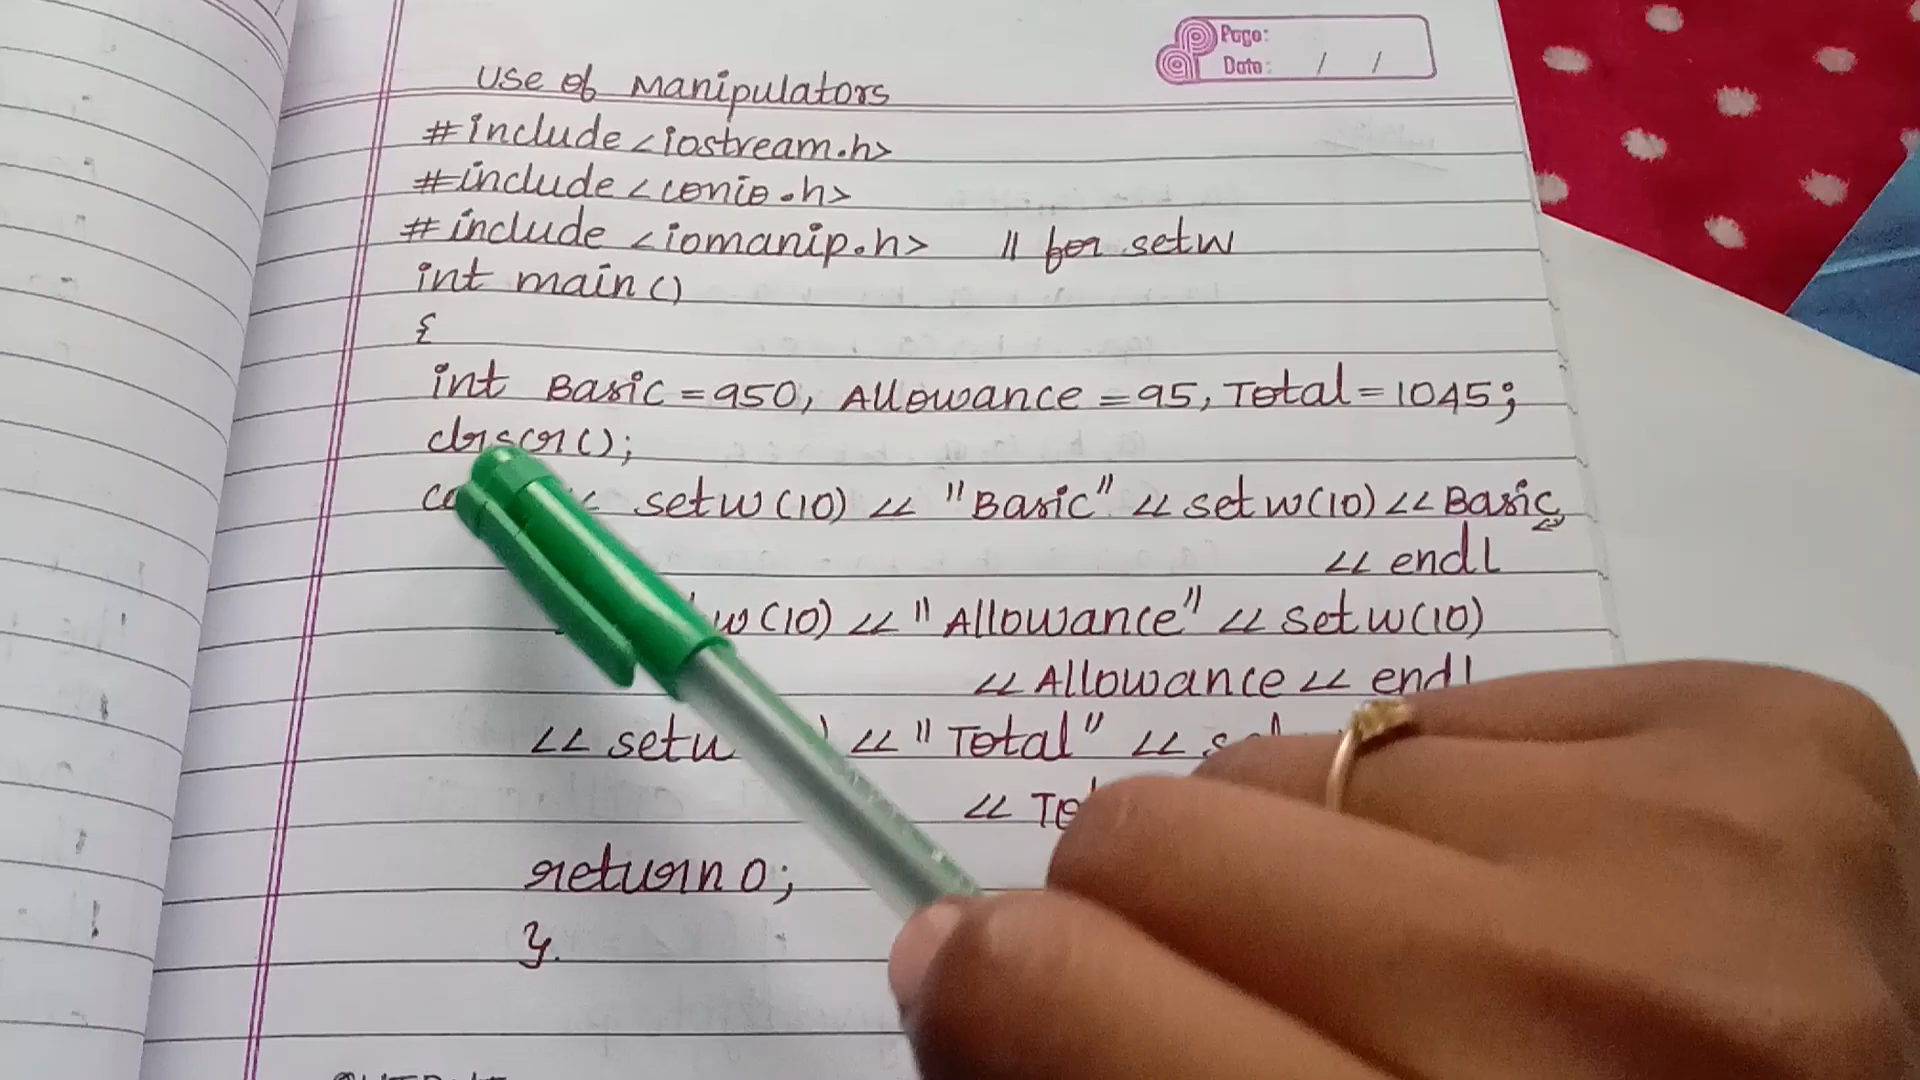 Page:
Date: / /
Use of Manipulators
#include <iostream.h>
#include <conio.h>
#include <iomanip.h> // for setw
int main()
{
int Basic = 950, Allowance = 95, Total = 1045;
clrscr();
<< setw(10) << "Basic" << setw(10) << Basic
<< endl
w(10) << "Allowance" << setw(10)
<< Allowance << endl
<< setw ) << "Total" <<
<<
return 0;
}.